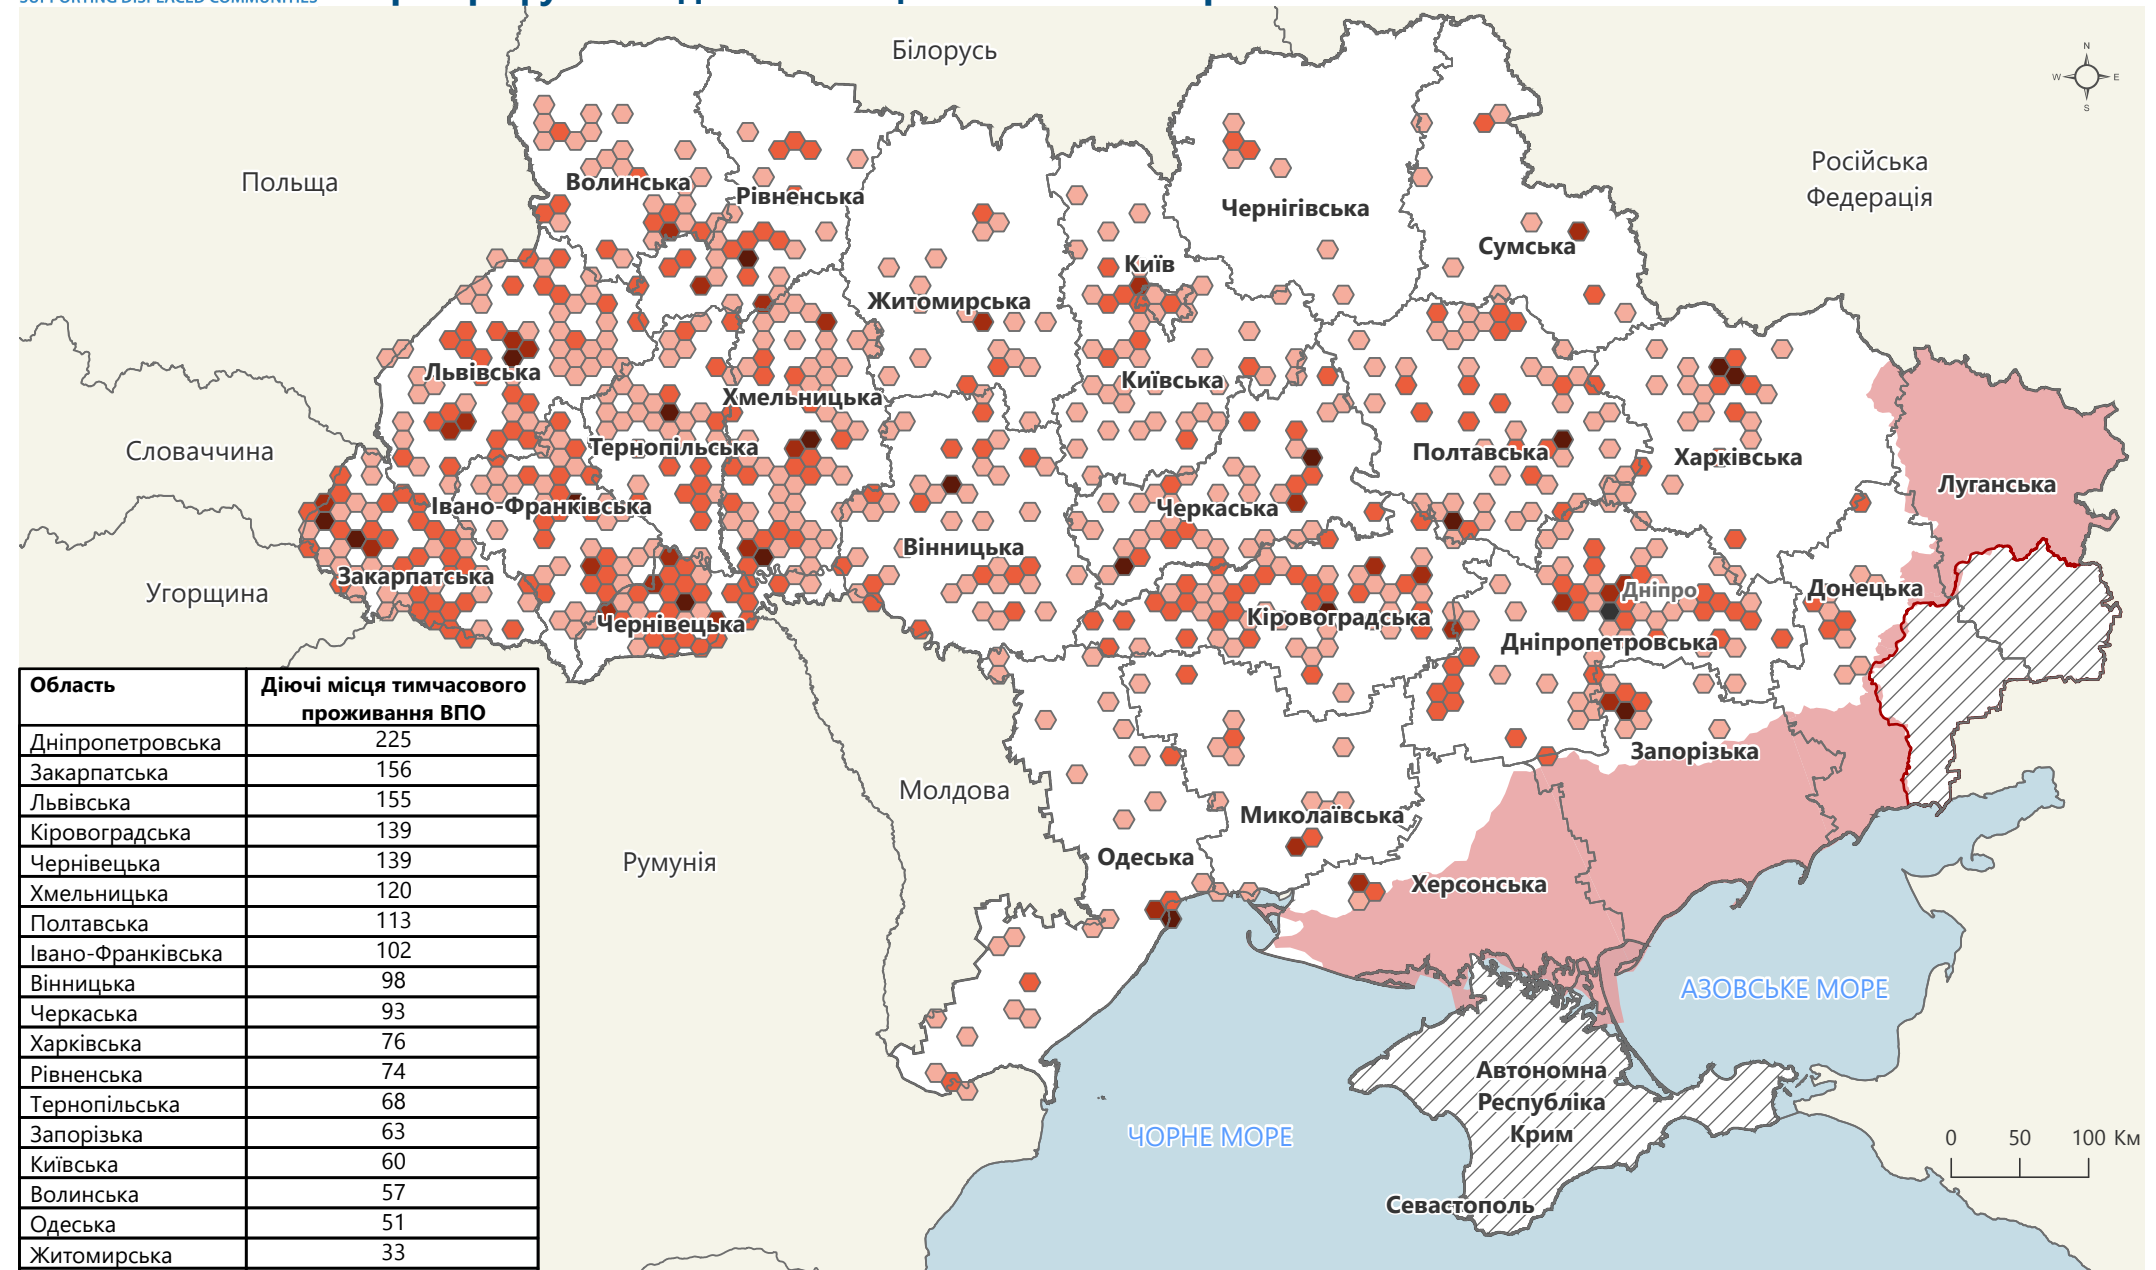 SUPPORTING DISPLACED COMMUNITIES
Білорусь
N
W E
S
Польща
Російська
Федерація
Волинська
Рівненська
Чернігівська
Сумська
Київ
Житомирська
Львівська
Київська
Хмельницька
Словаччина
Тернопільська
Полтавська
Харківська
Луганська
Івано-Франківська
Черкаська
Вінницька
Закарпатська
Угорщина
Дніпро
Донецька
Чернівецька
Кіровоградська
Дніпропетровська
Запорізька
Молдова
Миколаївська
Одеська
Румунія
Херсонська
АЗОВСЬКЕ МОРЕ
Автономна
Республіка
Крим
ЧОРНЕ МОРЕ
Севастополь
0 50 100 Км
Область Діючі місця тимчасового
проживання ВПО
Дніпропетровська 225
Закарпатська 156
Львівська 155
Кіровоградська 139
Чернівецька 139
Хмельницька 120
Полтавська 113
Івано-Франківська 102
Вінницька 98
Черкаська 93
Харківська 76
Рівненська 74
Тернопільська 68
Запорізька 63
Київська 60
Волинська 57
Одеська 51
Житомирська 33